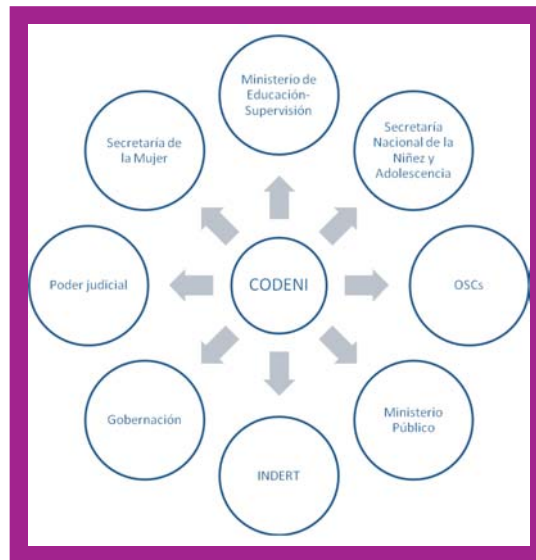 Ministerio de
Educación-
Supervisión
Secretaría
Nacional de la
Niñez y
Adolescencia
OSCs
Ministerio
Público
INDERT
Gobernación
Poder judicial
Secretaría de
la Mujer
CODENI